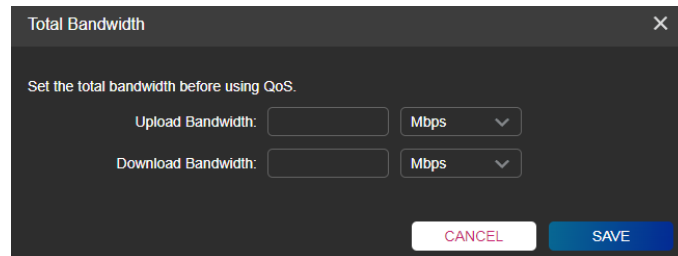 Total Bandwidth
Set the total bandwidth before using QoS.
Upload Bandwidth: Mbps
Download Bandwidth: Mbps
CANCEL SAVE